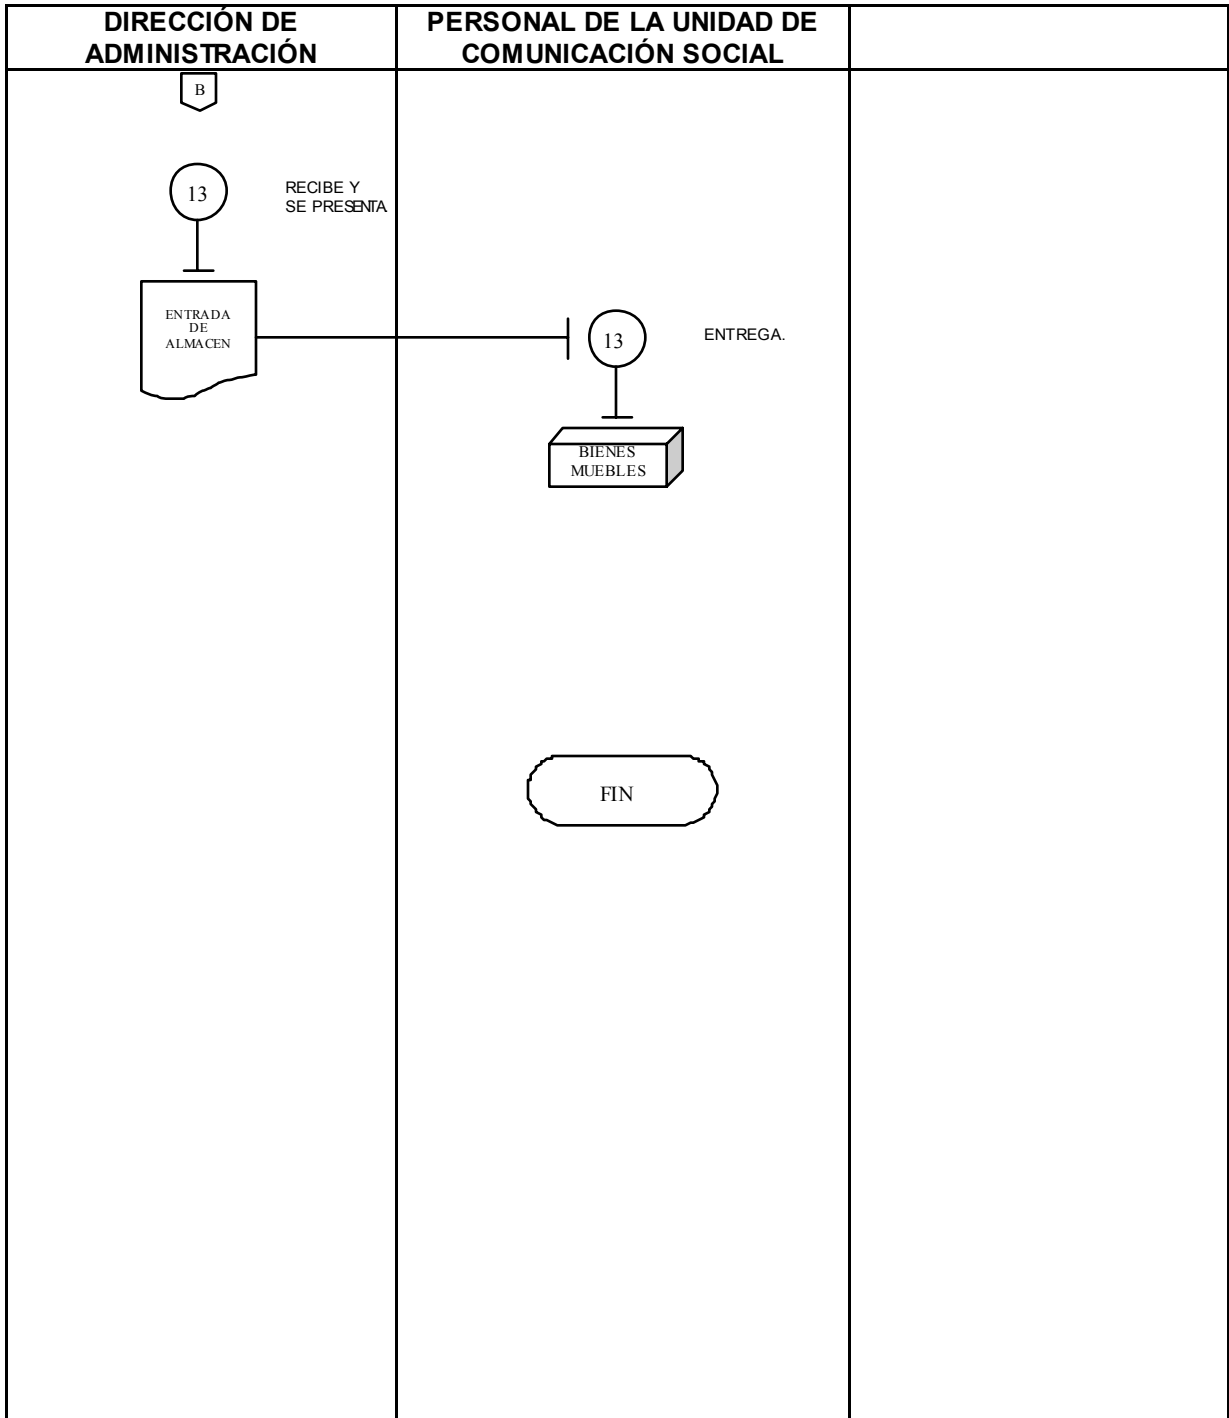 DIRECCIÓN DE
ADMINISTRACIÓN
PERSONAL DE LA UNIDAD DE
COMUNICACIÓN SOCIAL
B
13
RECIBE Y
SE PRESENTA.
ENTRADA
DE
ALMACEN
13
ENTREGA.
BIENES
MUEBLES
FIN